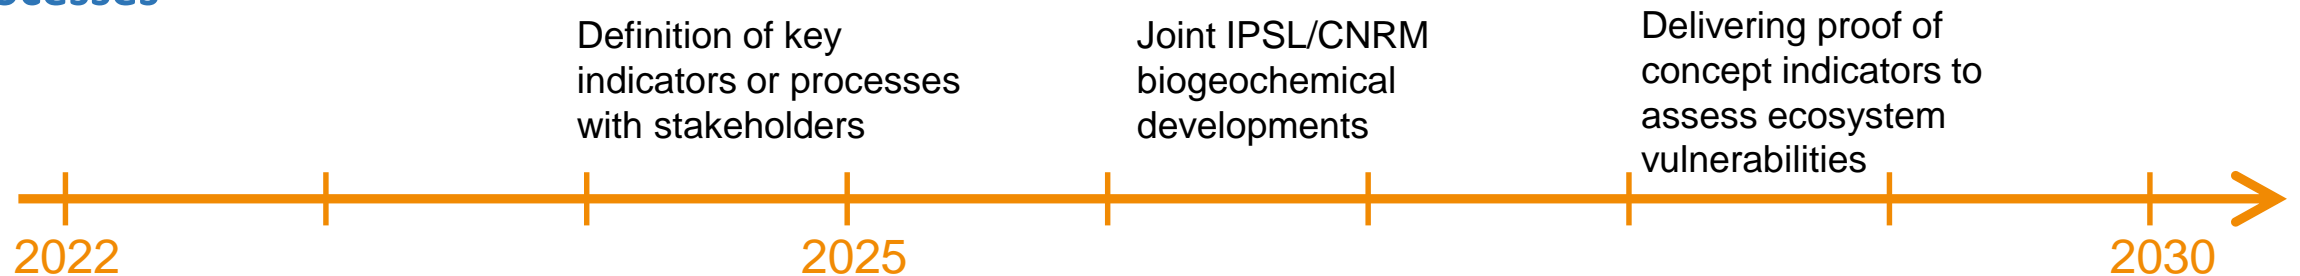 Definition of key
indicators or processes
with stakeholders
Joint IPSL/CNRM
biogeochemical
developments
Delivering proof of
concept indicators to
assess ecosystem
vulnerabilities
2022
2025
2030